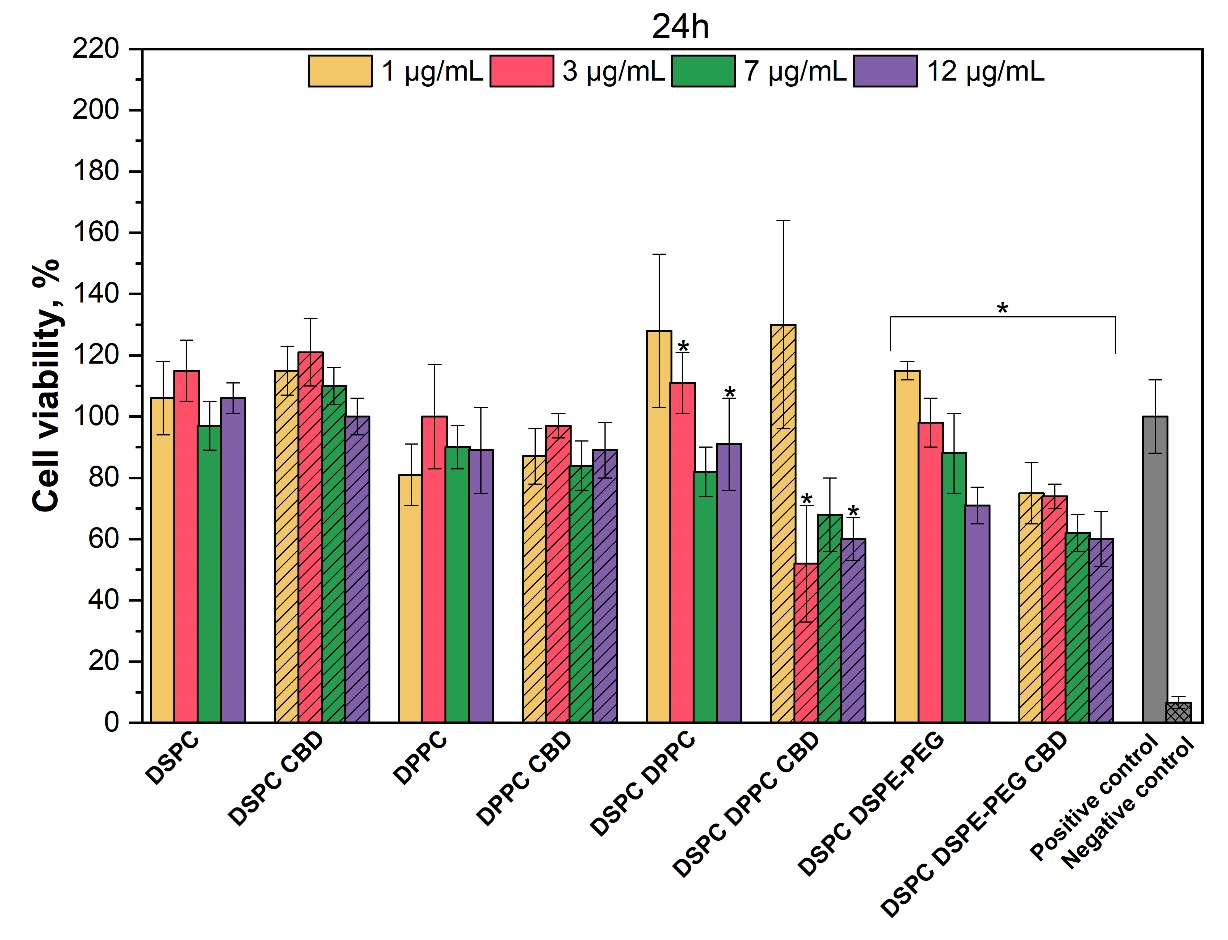 24h
1 µg/mL 3 µg/mL 7 µg/mL 12 µg/mL
Cell viability, %
220
200
180
160
140
120
100
80
60
40
20
0
*
*
*
*
*
DSPC
DSPC CBD
DPPC
DPPC CBD
DSPC DPPC
DSPC DPPC CBD
DSPC DSPE-PEG
DSPC DSPE-PEG CBD
Positive control
Negative control